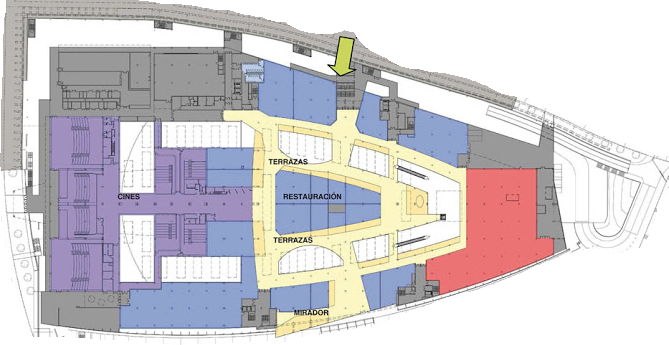 TERRAZAS
CINES
RESTAURACIÓN
TERRAZAS
MIRADOR